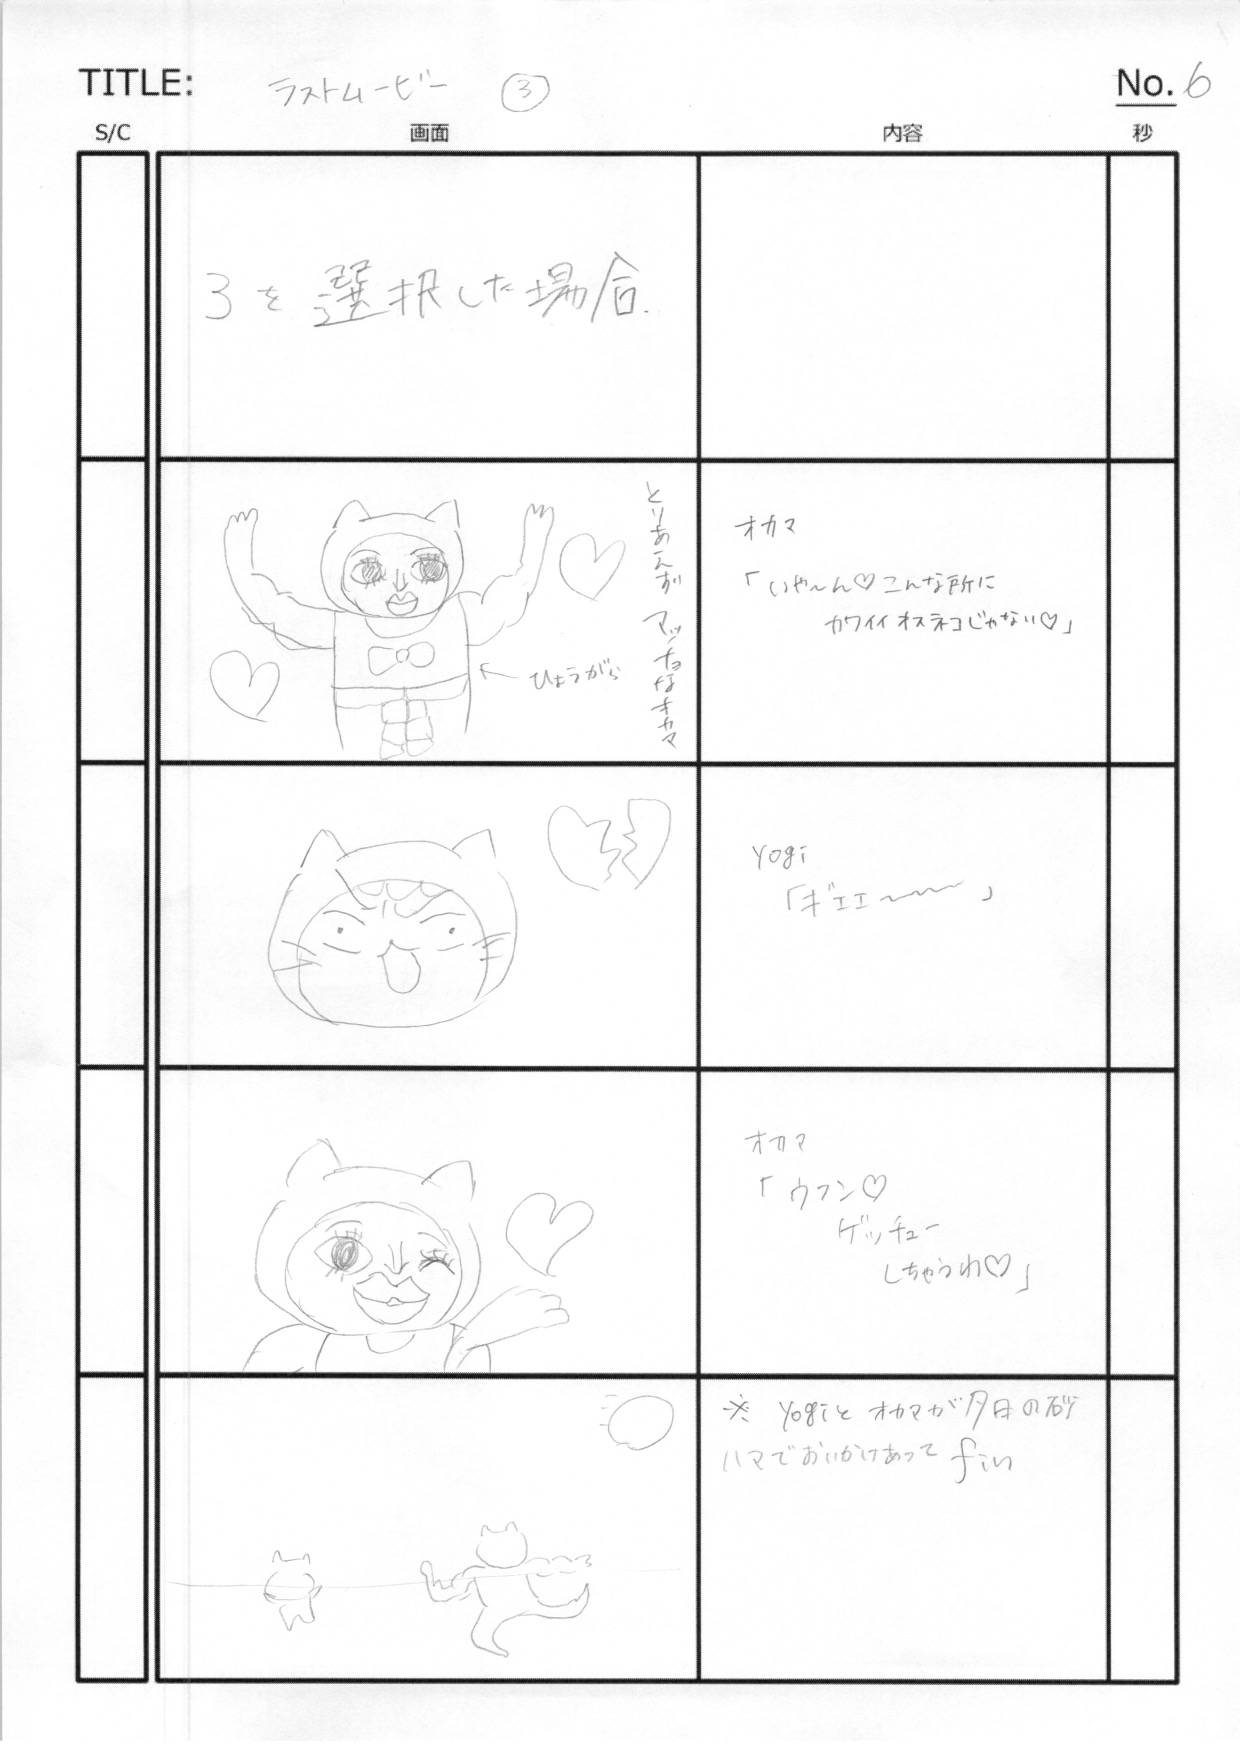 TITLE: ラストムービー ③
No. 6
S/C 画面 内容 秒
3を選択した場合.
とりあえず マッチョなオカマ
ひょうがら
オカマ
「いや〜ん♡こんな所に
カワイイオスネコじゃない♡」
yogi
「ギエエ〜〜〜」
オカマ
「ウフン♡
ゲッチュー
しちゃうわ♡」
※ yogiとオカマが夕日の砂
ハマでおいかけあって fin